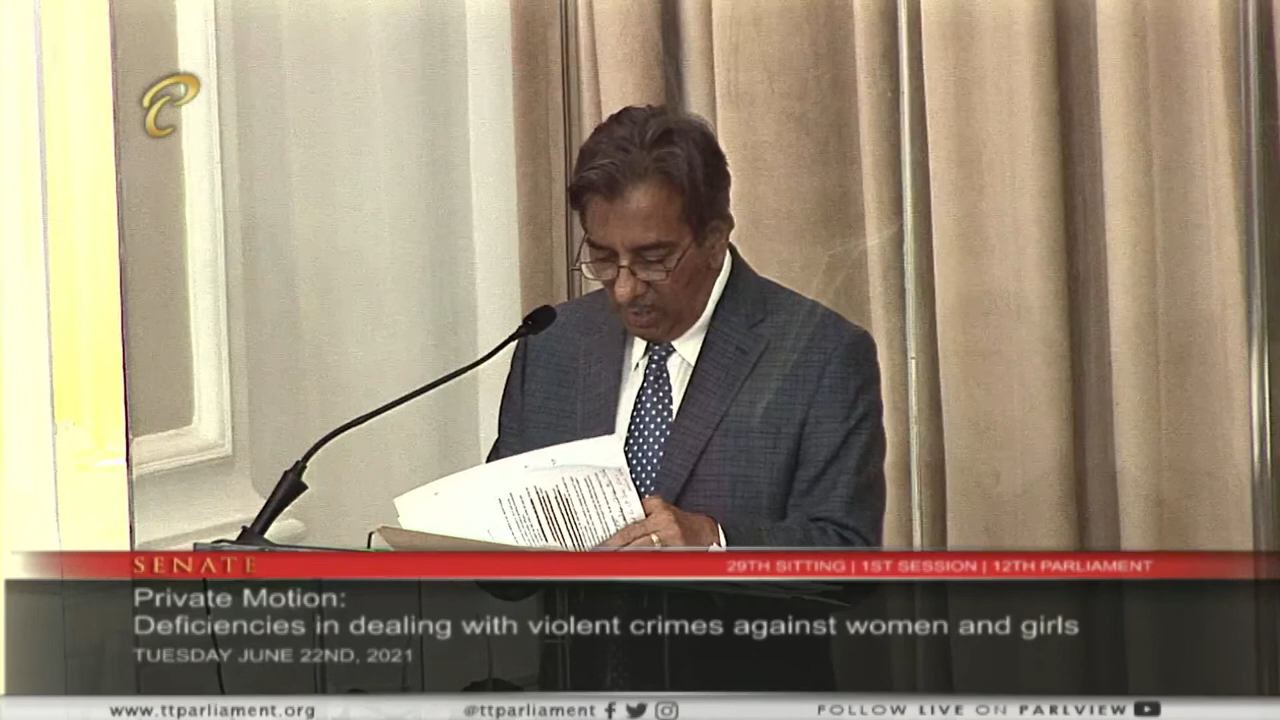 SENATE
29TH SITTING | 1ST SESSION | 12TH PARLIAMENT
Private Motion:
Deficiencies in dealing with violent crimes against women and girls
TUESDAY JUNE 22ND, 2021
www.ttparliament.org @ttparliament FOLLOW LIVE ON PARLVIEW